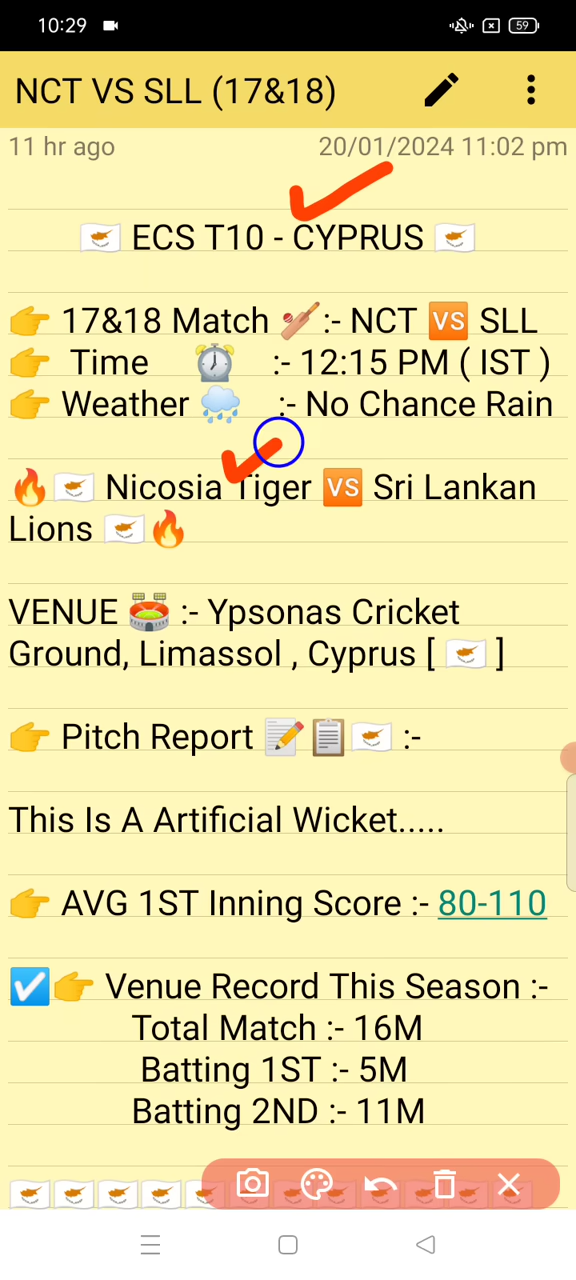 10:29
59
NCT VS SLL (17&18)
11 hr ago 20/01/2024 11:02 pm
🇨🇾 ECS T10 - CYPRUS 🇨🇾
👉 17&18 Match 🏏:- NCT 🆚 SLL
👉 Time ⏰ :- 12:15 PM ( IST )
👉 Weather 🌧️ :- No Chance Rain
🔥🇨🇾 Nicosia Tiger 🆚 Sri Lankan
Lions 🇨🇾🔥
VENUE 🏟️ :- Ypsonas Cricket
Ground, Limassol , Cyprus [ 🇨🇾 ]
👉 Pitch Report 📝📋🇨🇾 :-
This Is A Artificial Wicket.....
👉 AVG 1ST Inning Score :- 80-110
☑️👉 Venue Record This Season :-
Total Match :- 16M
Batting 1ST :- 5M
Batting 2ND :- 11M